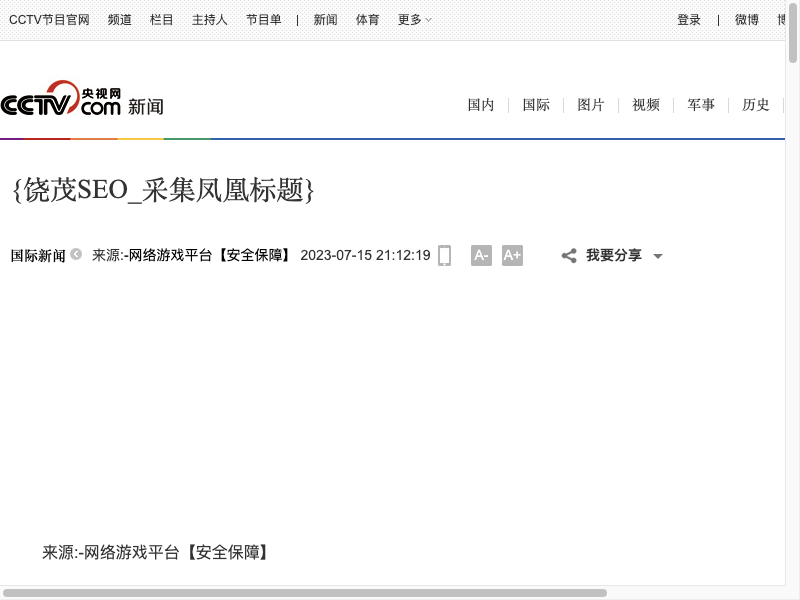 CCTV节目官网 频道 栏目 主持人 节目单 | 新闻 体育 更多 登录 | 微博
CCTV.com 央视网 新闻 国内 国际 图片 视频 军事 历史
{饶茂SEO_采集凤凰标题}
国际新闻 来源:-网络游戏平台【安全保障】 2023-07-15 21:12:19 A- A+ 我要分享
来源:-网络游戏平台【安全保障】